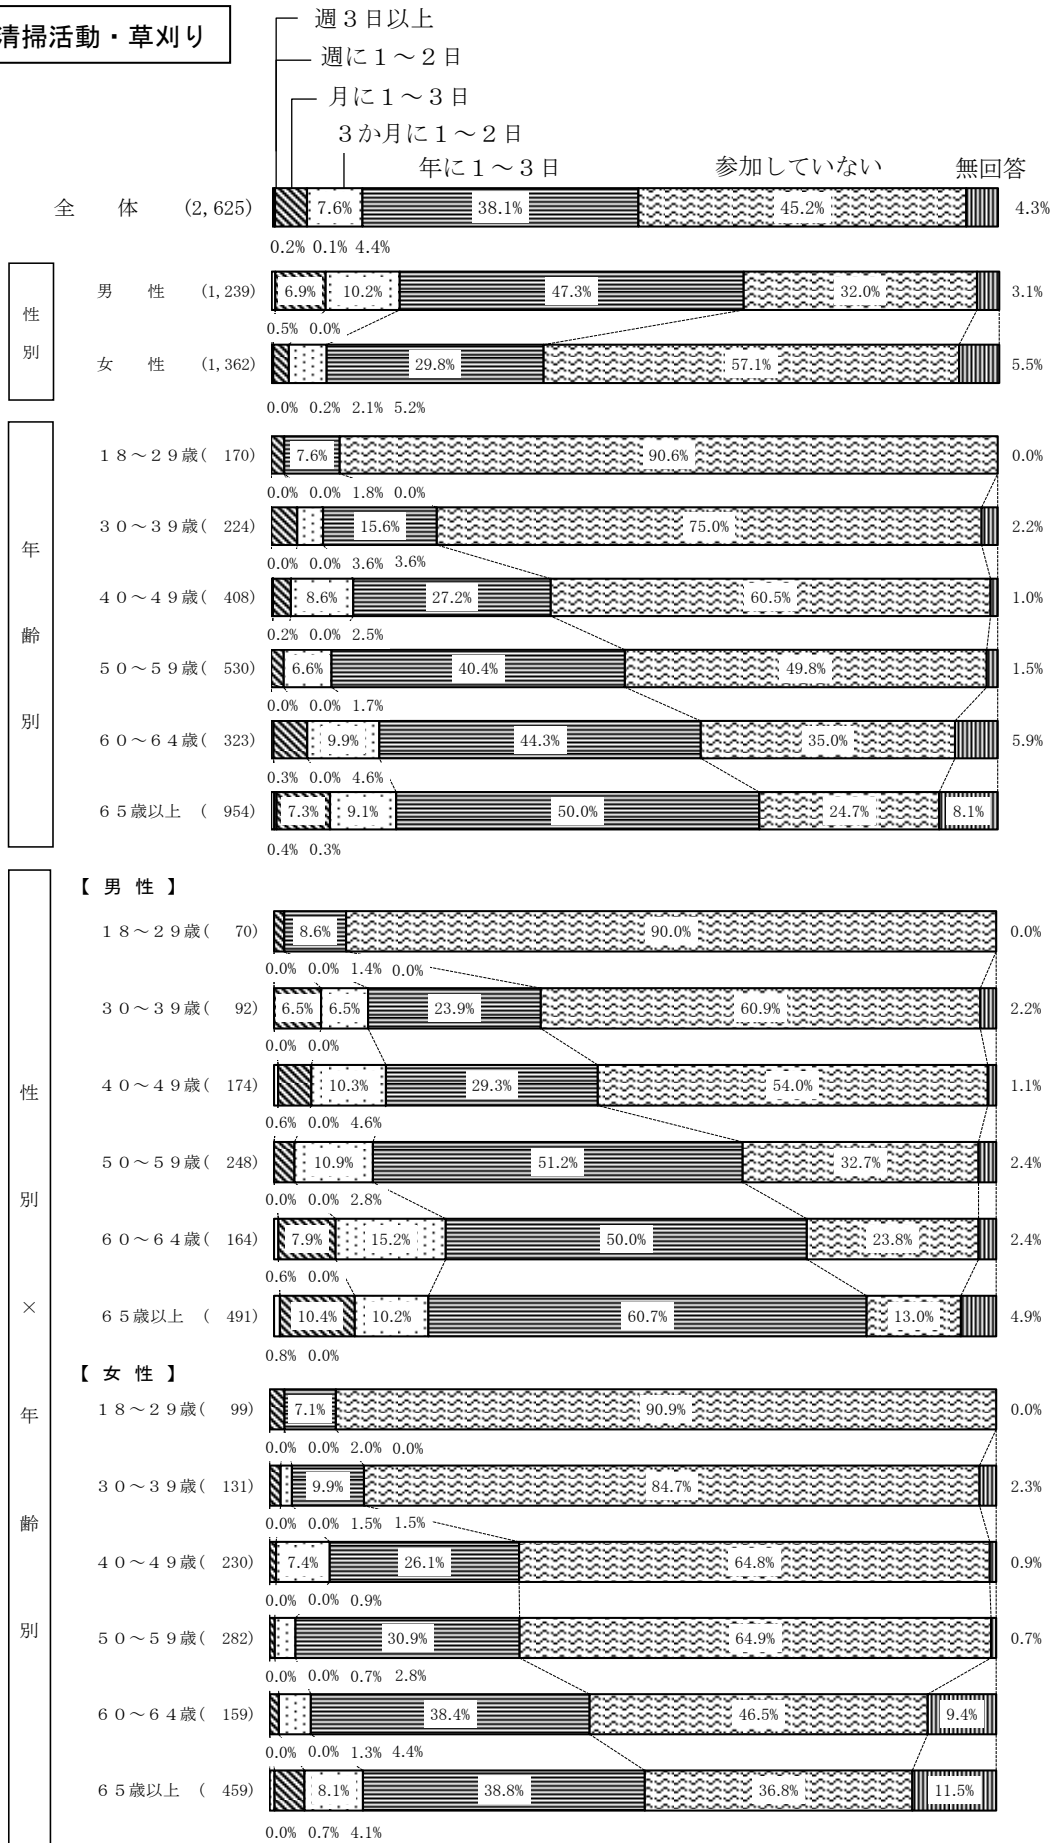 清掃活動・草刈り
週３日以上
週に１～２日
月に１～３日
３か月に１～２日
年に１～３日 参加していない 無回答
全体 (2,625) 7.6% 38.1% 45.2% 4.3%
0.2% 0.1% 4.4%
性別
男性 (1,239) 6.9% 10.2% 47.3% 32.0% 3.1%
0.5% 0.0%
女性 (1,362) 29.8% 57.1% 5.5%
0.0% 0.2% 2.1% 5.2%
年齢別
１８～２９歳( 170) 7.6% 90.6% 0.0%
0.0% 0.0% 1.8% 0.0%
３０～３９歳( 224) 15.6% 75.0% 2.2%
0.0% 0.0% 3.6% 3.6%
４０～４９歳( 408) 8.6% 27.2% 60.5% 1.0%
0.2% 0.0% 2.5%
５０～５９歳( 530) 6.6% 40.4% 49.8% 1.5%
0.0% 0.0% 1.7%
６０～６４歳( 323) 9.9% 44.3% 35.0% 5.9%
0.3% 0.0% 4.6%
６５歳以上 ( 954) 7.3% 9.1% 50.0% 24.7% 8.1%
0.4% 0.3%
性別×年齢別
【 男 性 】
１８～２９歳( 70) 8.6% 90.0% 0.0%
0.0% 0.0% 1.4% 0.0%
３０～３９歳( 92) 6.5% 6.5% 23.9% 60.9% 2.2%
0.0% 0.0%
４０～４９歳( 174) 10.3% 29.3% 54.0% 1.1%
0.6% 0.0% 4.6%
５０～５９歳( 248) 10.9% 51.2% 32.7% 2.4%
0.0% 0.0% 2.8%
６０～６４歳( 164) 7.9% 15.2% 50.0% 23.8% 2.4%
0.6% 0.0%
６５歳以上 ( 491) 10.4% 10.2% 60.7% 13.0% 4.9%
0.8% 0.0%
【 女 性 】
１８～２９歳( 99) 7.1% 90.9% 0.0%
0.0% 0.0% 2.0% 0.0%
３０～３９歳( 131) 9.9% 84.7% 2.3%
0.0% 0.0% 1.5% 1.5%
４０～４９歳( 230) 7.4% 26.1% 64.8% 0.9%
0.0% 0.0% 0.9%
５０～５９歳( 282) 30.9% 64.9% 0.7%
0.0% 0.0% 0.7% 2.8%
６０～６４歳( 159) 38.4% 46.5% 9.4%
0.0% 0.0% 1.3% 4.4%
６５歳以上 ( 459) 8.1% 38.8% 36.8% 11.5%
0.0% 0.7% 4.1%